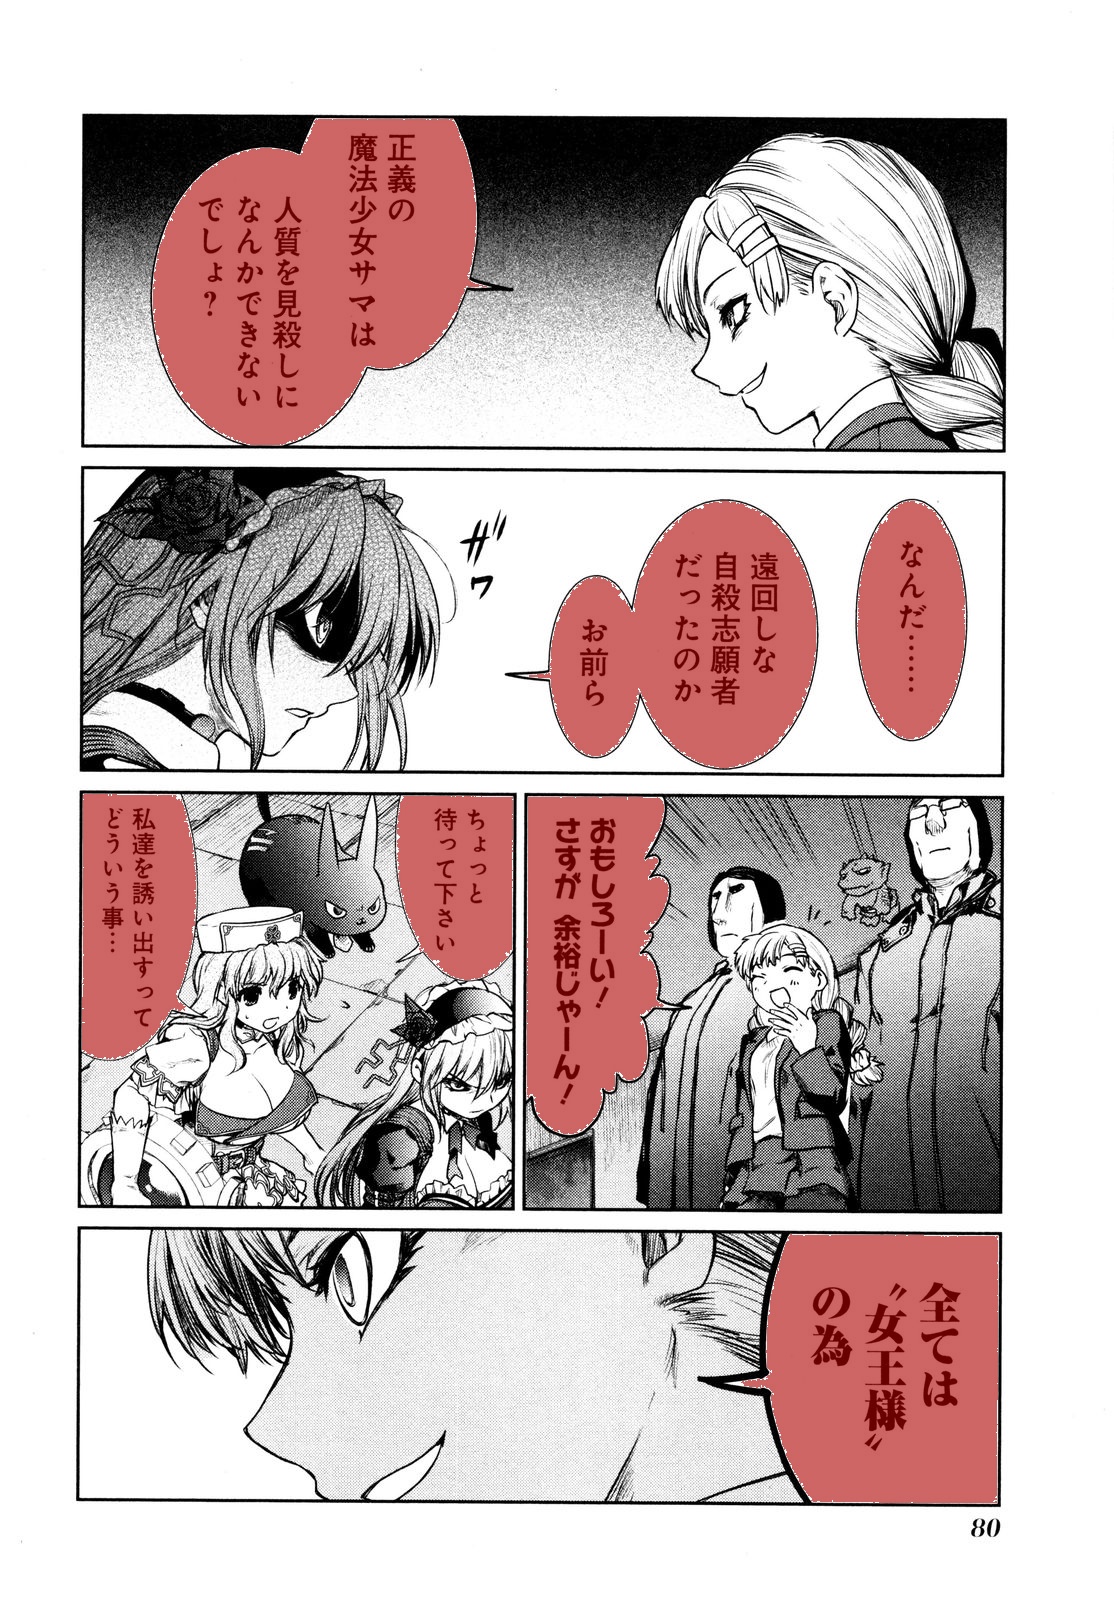 正義の
魔法少女サマは
人質を見殺しに
なんかできない
でしょ？
なんだ……
遠回しな
自殺志願者
だったのか
お前ら
ザワ
おもしろーい！
さすが 余裕じゃーん！
ちょっと
待って下さい
私達を誘い出すって
どういう事…
全ては
〝女王様〟
の為
80